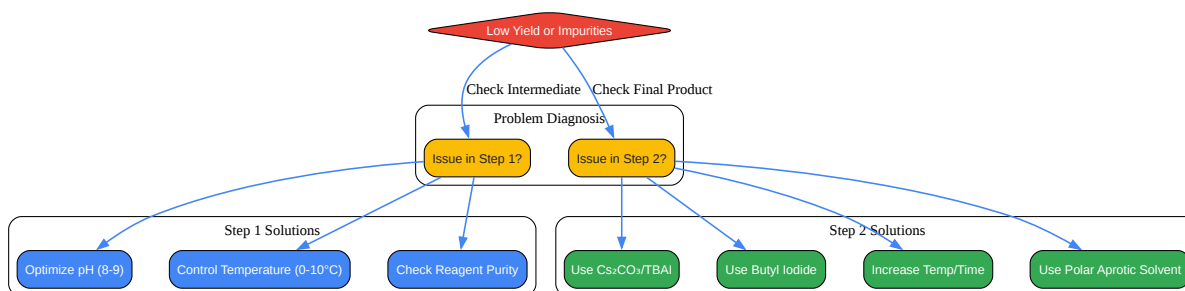 Low Yield or Impurities
Check Intermediate
Check Final Product
Problem Diagnosis
Issue in Step 1?
Issue in Step 2?
Step 1 Solutions
Step 2 Solutions
Optimize pH (8-9)
Control Temperature (0-10°C)
Check Reagent Purity
Use Cs₂CO₃/TBAI
Use Butyl Iodide
Increase Temp/Time
Use Polar Aprotic Solvent